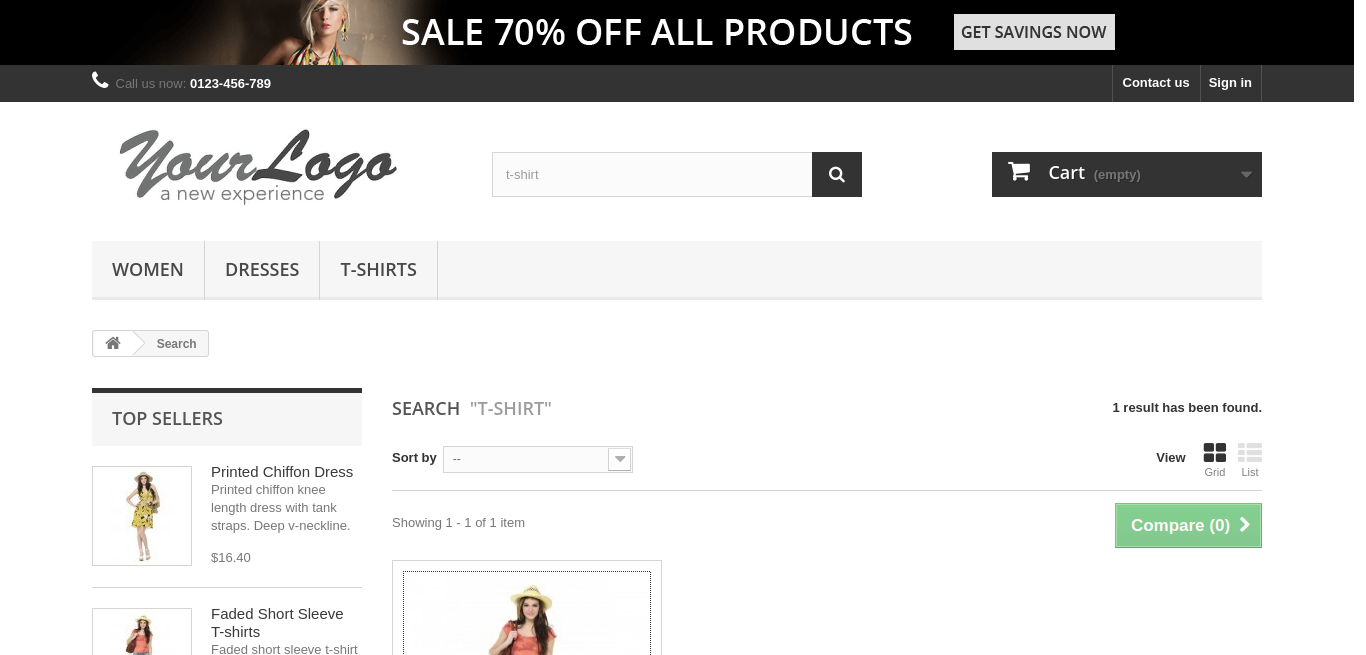 SALE 70% OFF ALL PRODUCTS GET SAVINGS NOW
Call us now: 0123-456-789 Contact us Sign in
Your Logo
a new experience
t-shirt
Cart (empty)
WOMEN DRESSES T-SHIRTS
Search
TOP SELLERS
Printed Chiffon Dress
Printed chiffon knee
length dress with tank
straps. Deep v-neckline.
$16.40
Faded Short Sleeve
T-shirts
Faded short sleeve t-shirt
SEARCH "T-SHIRT" 1 result has been found.
Sort by -- View Grid List
Showing 1 - 1 of 1 item Compare (0)